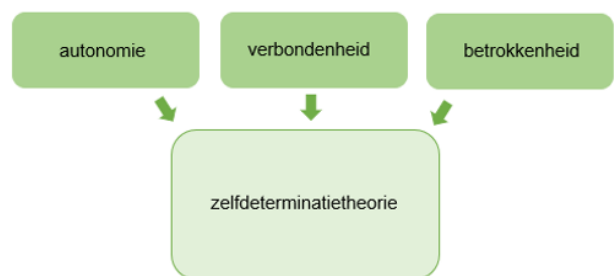 autonomie
verbondenheid
betrokkenheid
zelfdeterminatietheorie